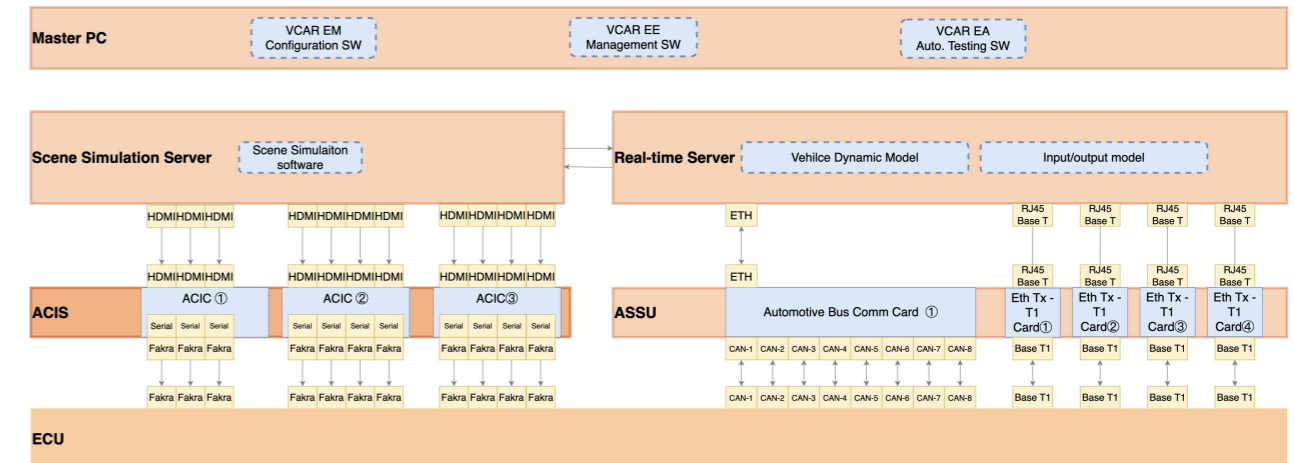 Master PC
VCAR EM
Configuration SW
VCAR EE
Management SW
VCAR EA
Auto. Testing SW
Scene Simulation Server
Scene Simulaiton
software
Real-time Server
Vehilce Dynamic Model
Input/output model
HDMI HDMI HDMI
HDMI HDMI HDMI HDMI
HDMI HDMI HDMI HDMI
ETH
RJ45
Base T
RJ45
Base T
RJ45
Base T
RJ45
Base T
HDMI HDMI HDMI
HDMI HDMI HDMI HDMI
HDMI HDMI HDMI HDMI
ETH
RJ45
Base T
RJ45
Base T
RJ45
Base T
RJ45
Base T
ACIS
ACIC ①
ACIC ②
ACIC③
Serial Serial Serial
Serial Serial Serial Serial
Serial Serial Serial Serial
ASSU
Automotive Bus Comm Card ①
Eth Tx -
T1
Card①
Eth Tx -
T1
Card②
Eth Tx -
T1
Card③
Eth Tx -
T1
Card④
Fakra Fakra Fakra
Fakra Fakra Fakra Fakra
Fakra Fakra Fakra Fakra
CAN-1 CAN-2 CAN-3 CAN-4 CAN-5 CAN-6 CAN-7 CAN-8
Base T1
Base T1
Base T1
Base T1
Fakra Fakra Fakra
Fakra Fakra Fakra Fakra
Fakra Fakra Fakra Fakra
CAN-1 CAN-2 CAN-3 CAN-4 CAN-5 CAN-6 CAN-7 CAN-8
Base T1
Base T1
Base T1
Base T1
ECU